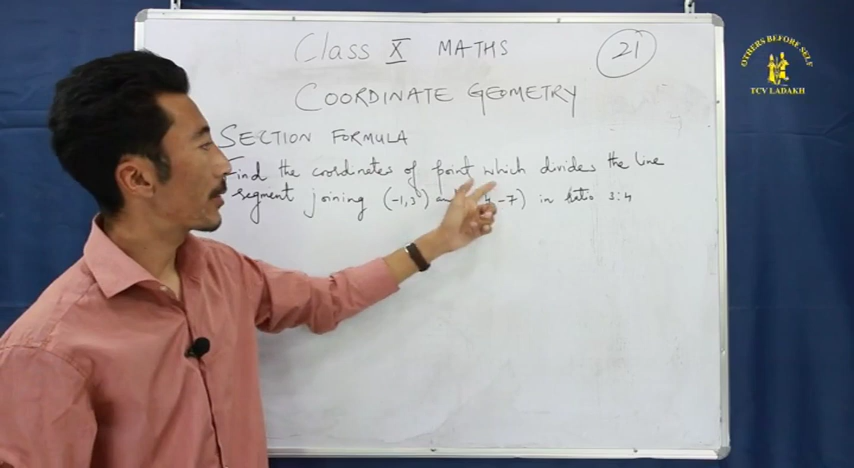 Class X MATHS
21
COORDINATE GEOMETRY
SECTION FORMULA
Find the coordinates of point which divides the line
segment joining (-1,3) 4,-7) in ratio 3:4
OTHERS BEFORE SELF
TCV LADAKH